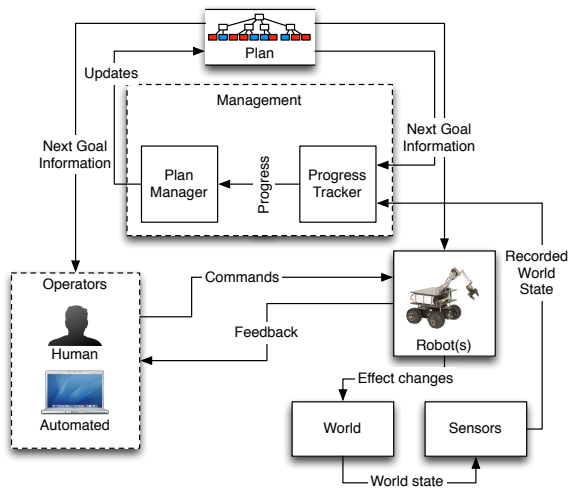 Plan
Updates
Management
Next Goal
Information
Next Goal
Information
Plan
Manager
Progress
Progress
Tracker
Recorded
World
State
Operators
Commands
Human
Feedback
Robot(s)
Automated
Effect changes
World
Sensors
World state